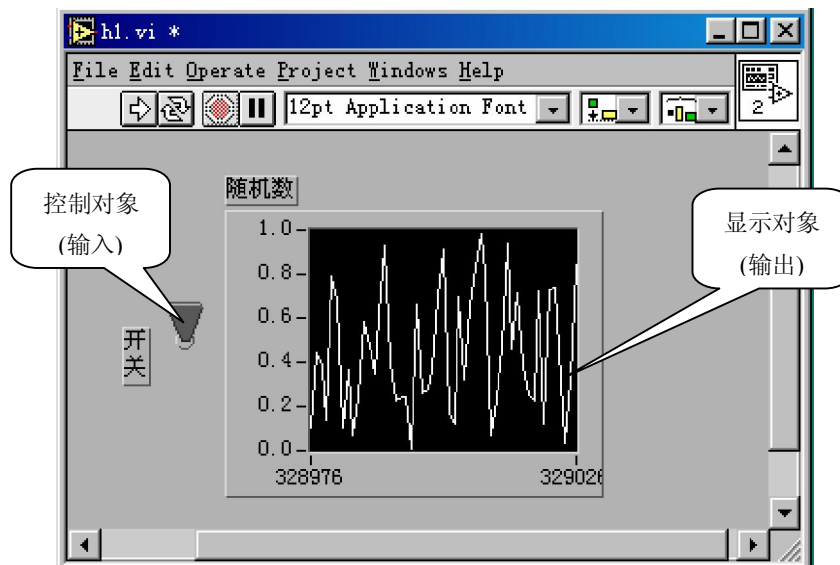 h1.vi *
File Edit Operate Project Windows Help
12pt Application Font
2
控制对象
(输入)
随机数
显示对象
(输出)
开
关
1.0
0.8
0.6
0.4
0.2
0.0
328976
329026